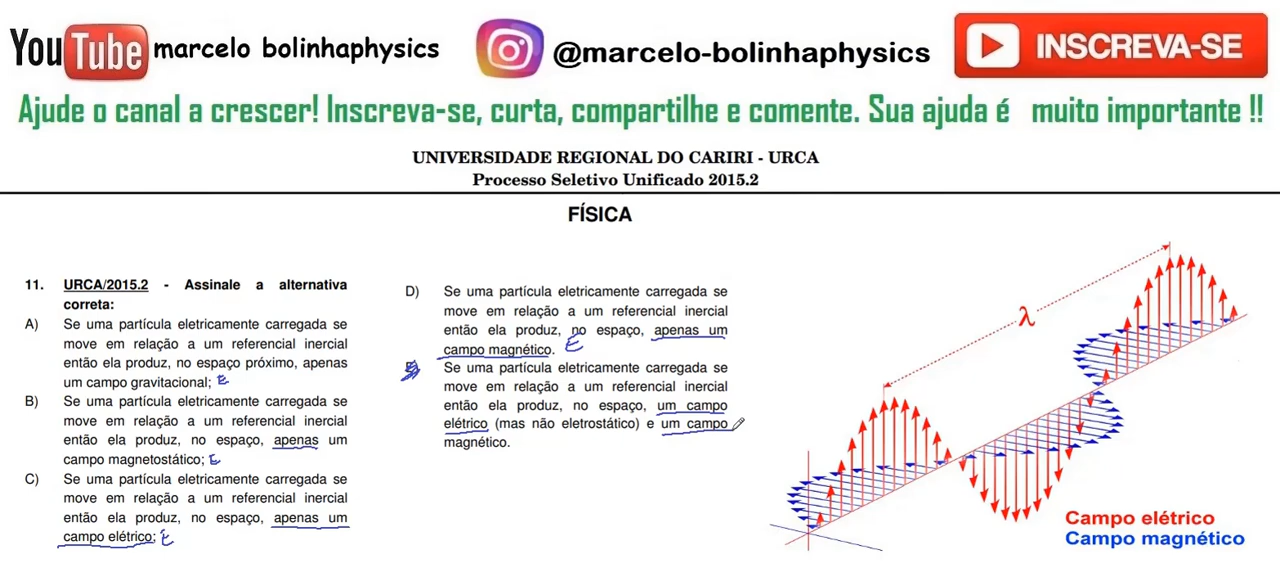 YouTube marcelo bolinhaphysics
@marcelo-bolinhaphysics
INSCREVA-SE
Ajude o canal a crescer! Inscreva-se, curta, compartilhe e comente. Sua ajuda é muito importante !!
UNIVERSIDADE REGIONAL DO CARIRI - URCA
Processo Seletivo Unificado 2015.2
FÍSICA
11. URCA/2015.2 - Assinale a alternativa
correta:
A) Se uma partícula eletricamente carregada se
move em relação a um referencial inercial
então ela produz, no espaço próximo, apenas
um campo gravitacional; E
B) Se uma partícula eletricamente carregada se
move em relação a um referencial inercial
então ela produz, no espaço, apenas um
campo magnetostático; E
C) Se uma partícula eletricamente carregada se
move em relação a um referencial inercial
então ela produz, no espaço, apenas um
campo elétrico; E
D) Se uma partícula eletricamente carregada se
move em relação a um referencial inercial
então ela produz, no espaço, apenas um
campo magnético. E
E) Se uma partícula eletricamente carregada se
move em relação a um referencial inercial
então ela produz, no espaço, um campo
elétrico (mas não eletrostático) e um campo
magnético.
λ
Campo elétrico
Campo magnético